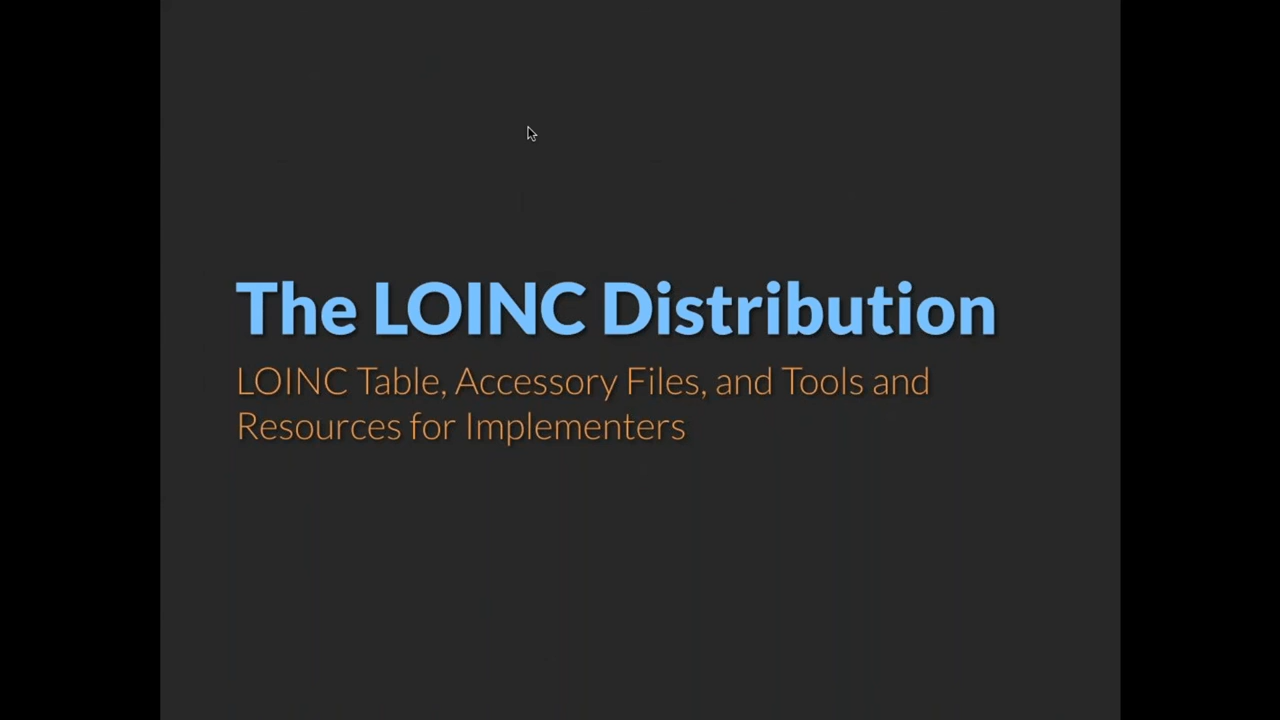 The LOINC Distribution
LOINC Table, Accessory Files, and Tools and
Resources for Implementers